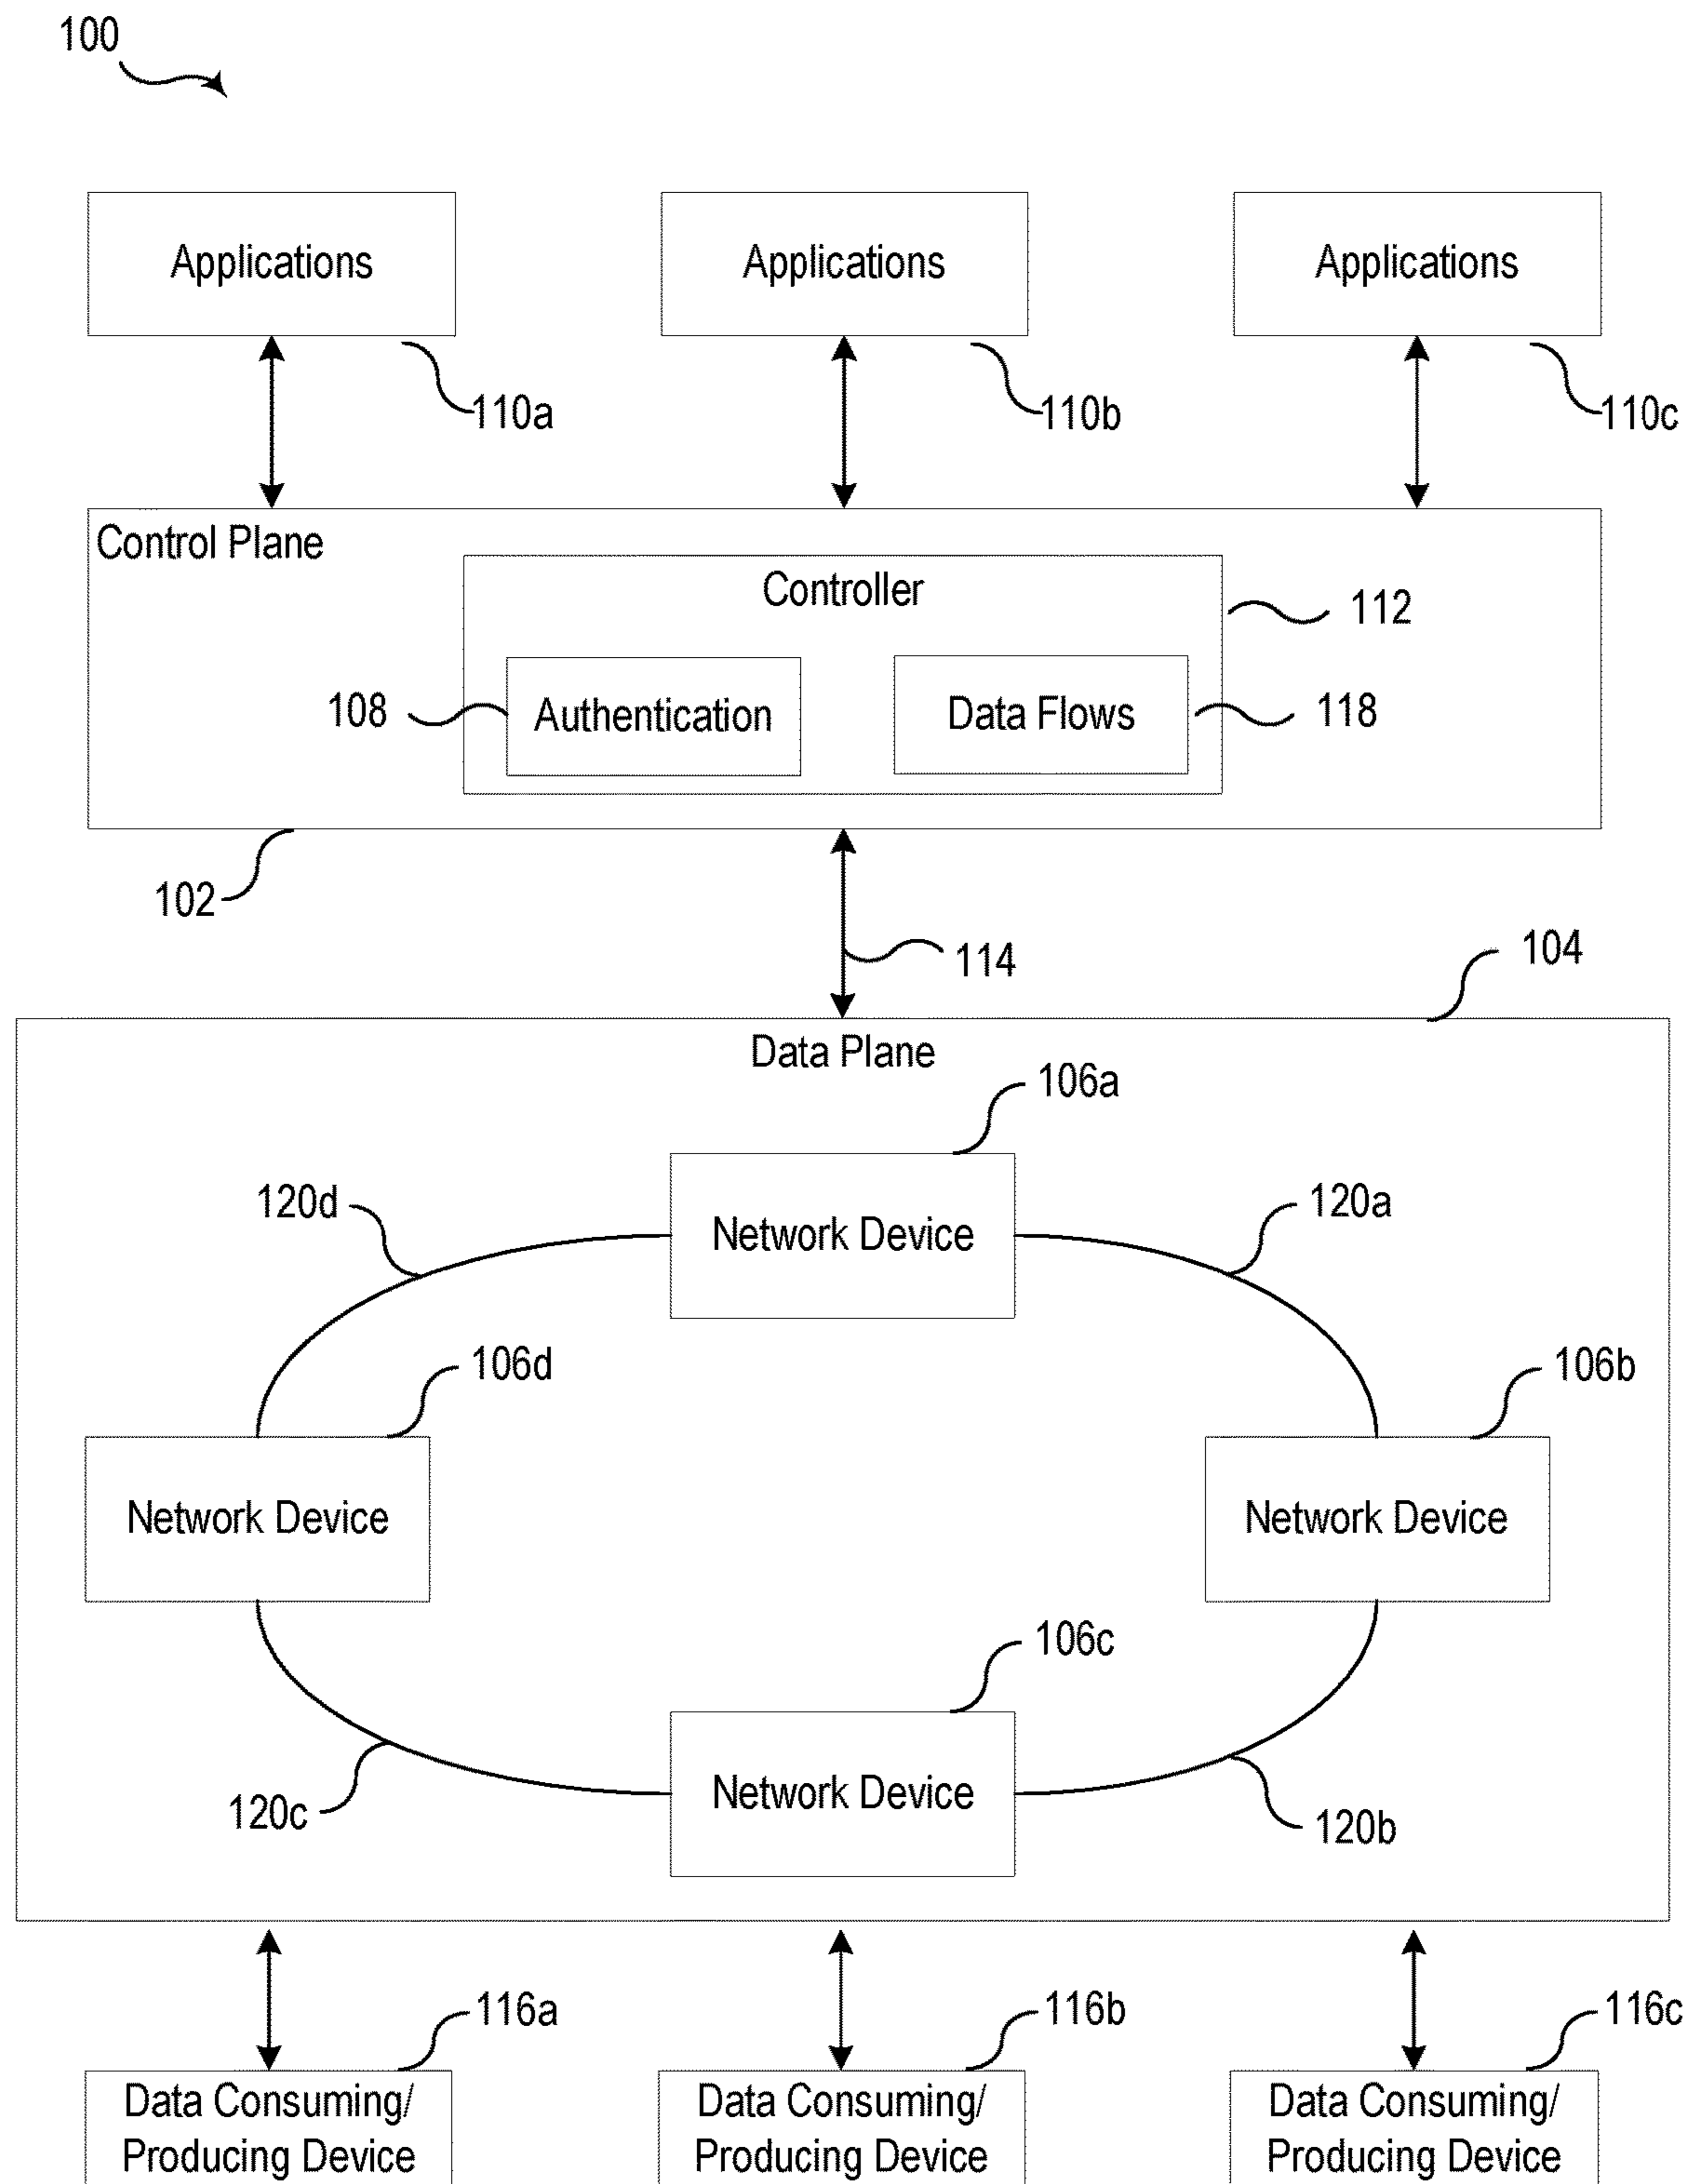 100
Applications
Applications
Applications
110a
110b
110c
Control Plane
Controller
112
108
Authentication
Data Flows
118
102
114
104
Data Plane
106a
120d
120a
Network Device
106d
106b
Network Device
Network Device
106c
Network Device
120c
120b
116a
116b
116c
Data Consuming/
Producing Device
Data Consuming/
Producing Device
Data Consuming/
Producing Device